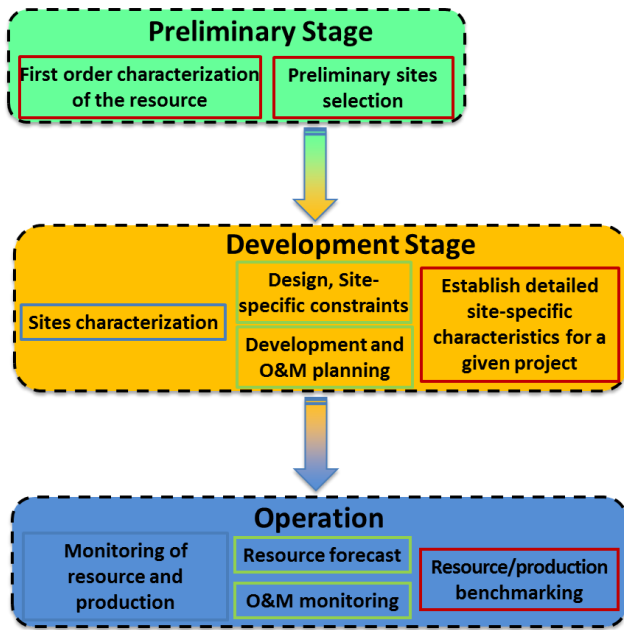 Preliminary Stage
First order characterization
of the resource
Preliminary sites
selection
Development Stage
Sites characterization
Design, Site-
specific constraints
Development and
O&M planning
Establish detailed
site-specific
characteristics for a
given project
Operation
Monitoring of
resource and
production
Resource forecast
O&M monitoring
Resource/production
benchmarking